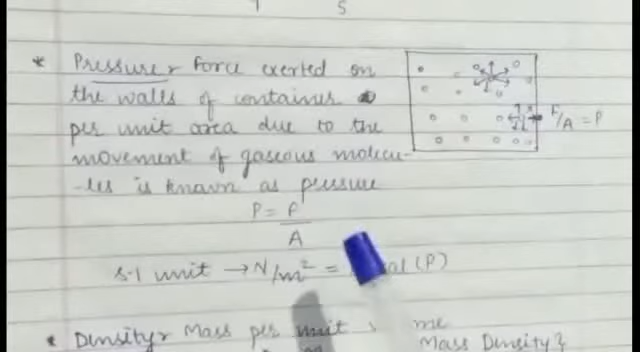 5
* Pressure → Force exerted on
the walls of container
per unit area due to the
movement of gaseous molecu-
-les is known as pressure
F/A = P
P = F
A
S.I unit → N/m² = (P)
* Density → Mass per unit
Mass Density